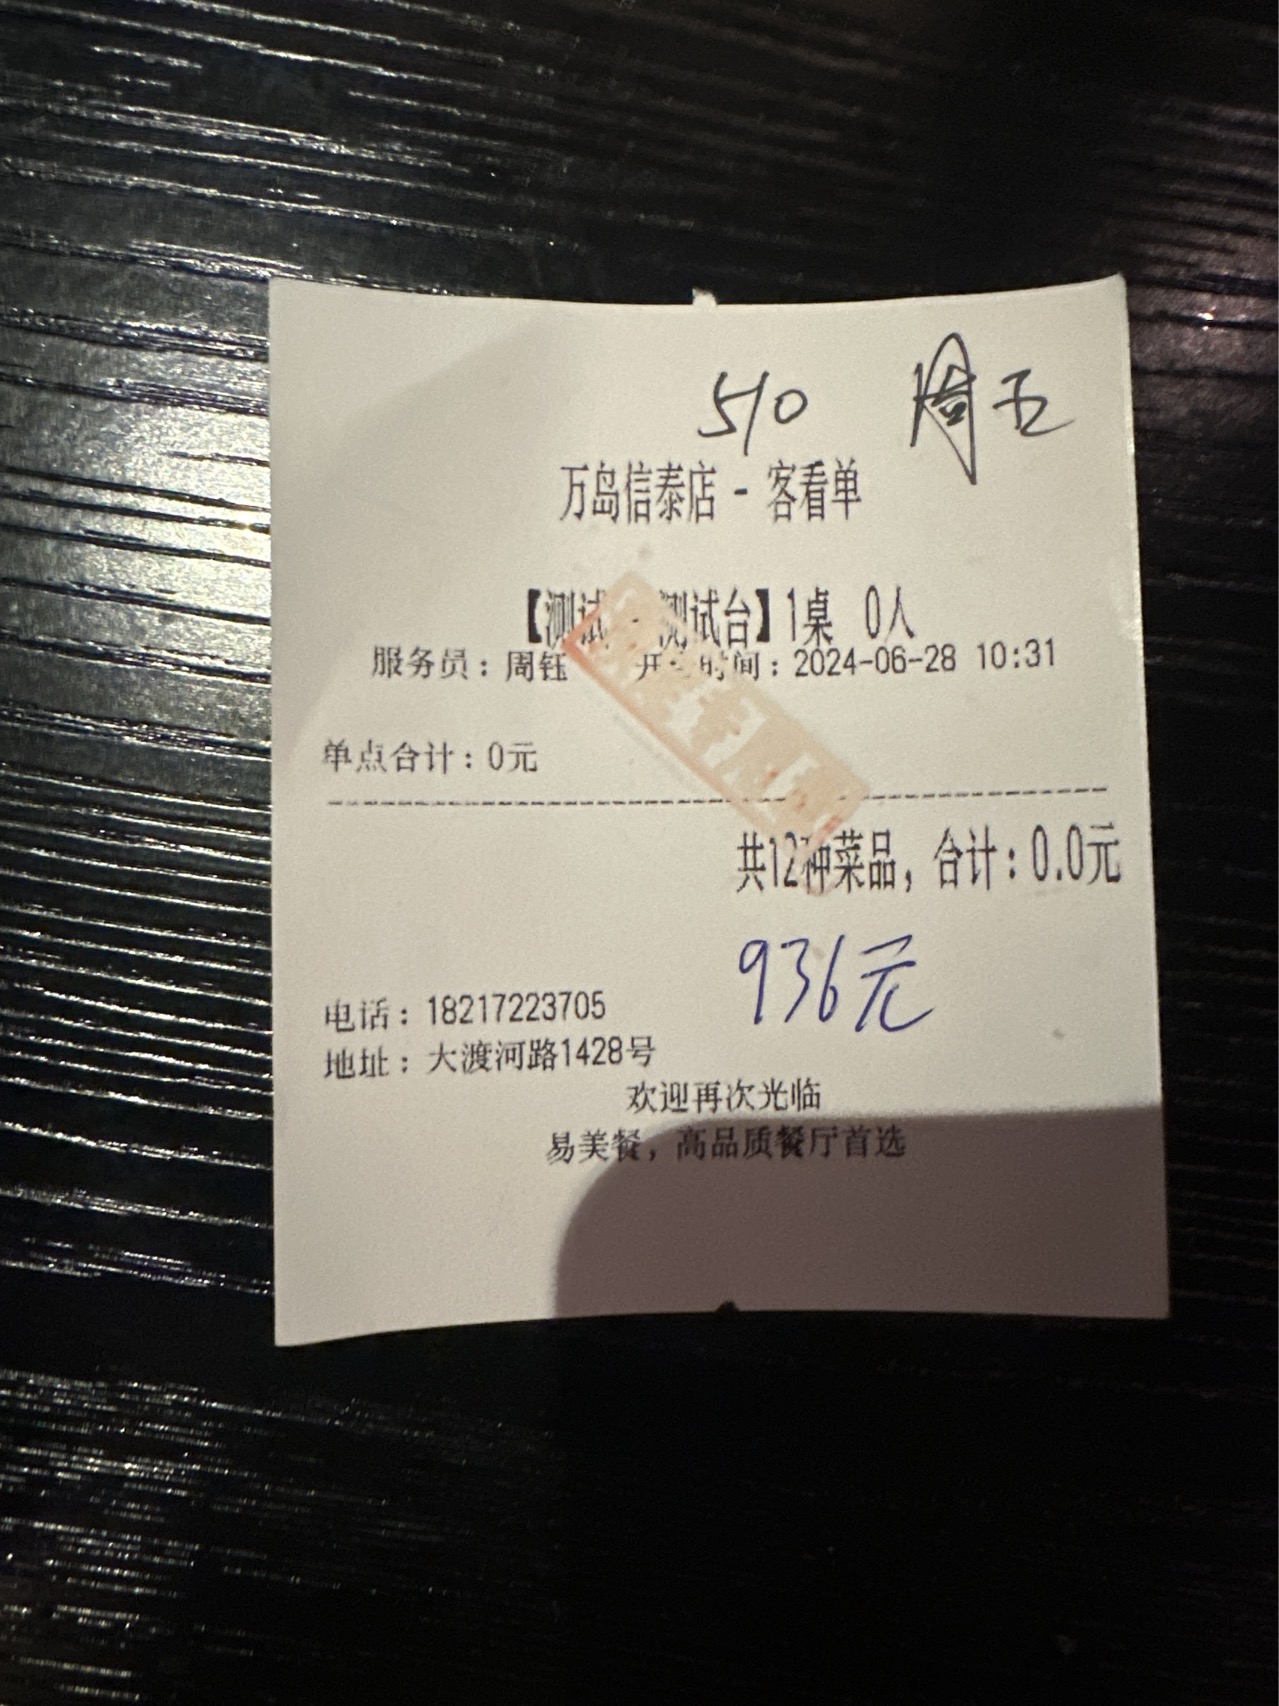 510 周五
万岛信泰店 - 客看单
【测试 测试台】1桌 0人
服务员：周钰 开 时间：2024-06-28 10:31
单点合计：0元
共12种菜品，合计：0.0元
936元
电话：18217223705
地址：大渡河路1428号
欢迎再次光临
易美餐，高品质餐厅首选